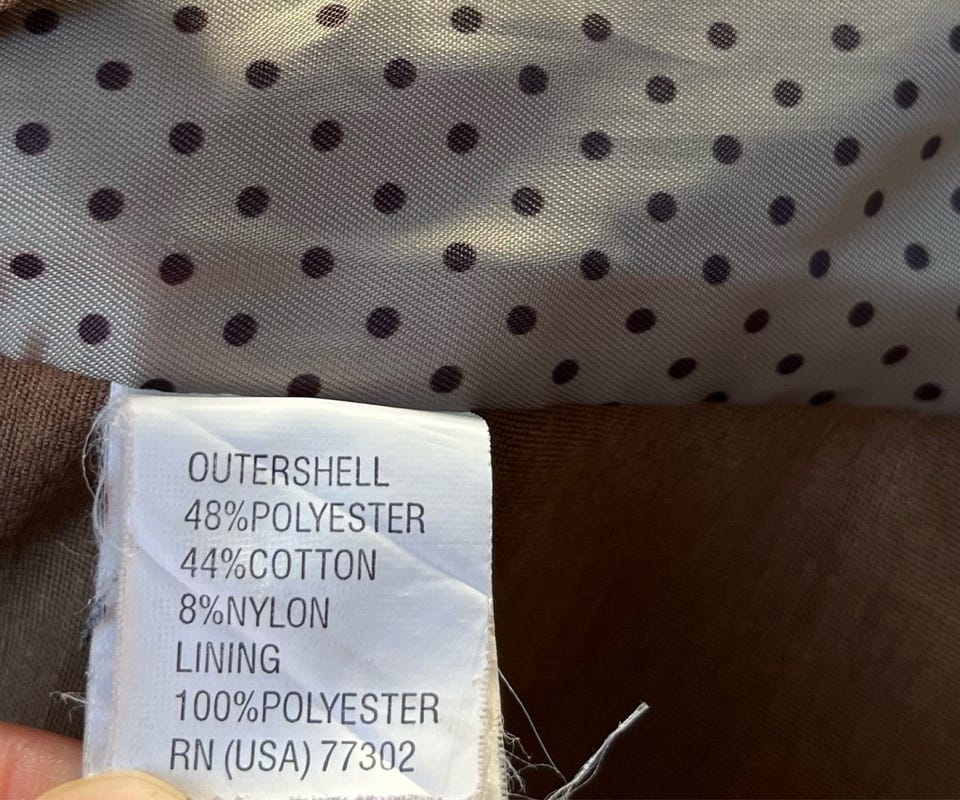 OUTERSHELL
48%POLYESTER
44%COTTON
8%NYLON
LINING
100%POLYESTER
RN (USA) 77302